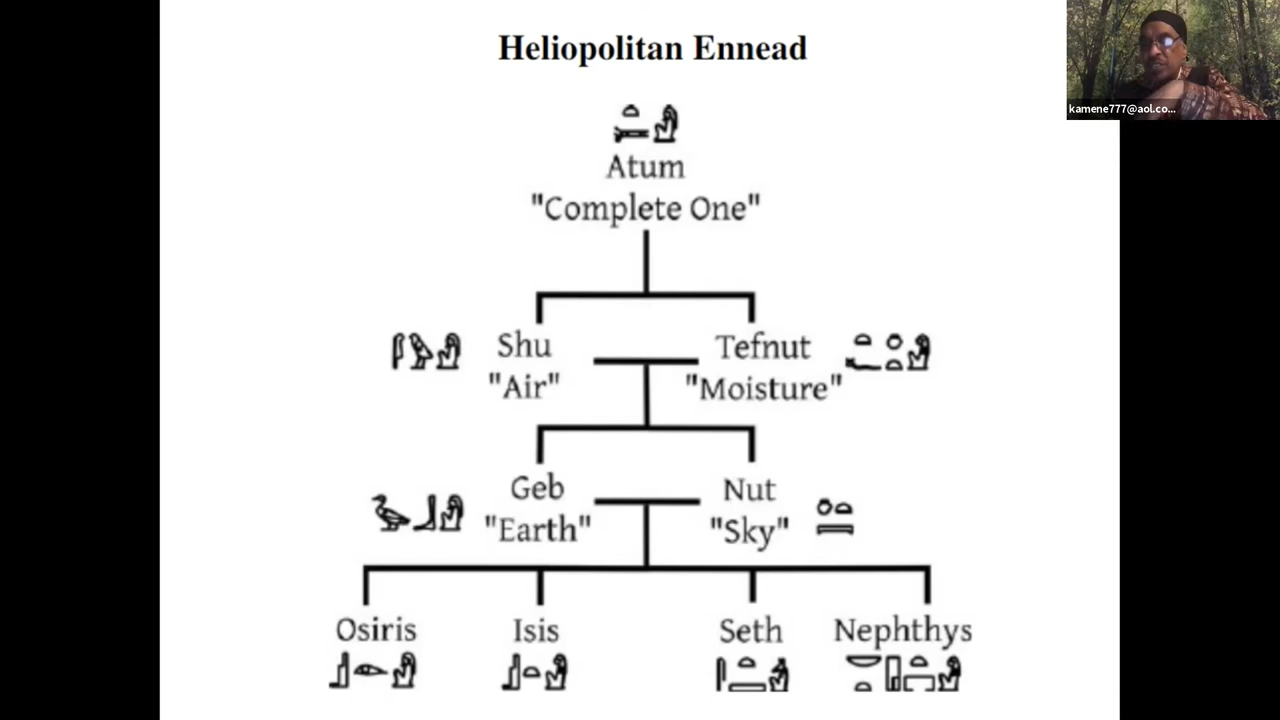 Heliopolitan Ennead
kamene777@aol.co...
Atum
"Complete One"
Shu
"Air"
Tefnut
"Moisture"
Geb
"Earth"
Nut
"Sky"
Osiris
Isis
Seth
Nephthys